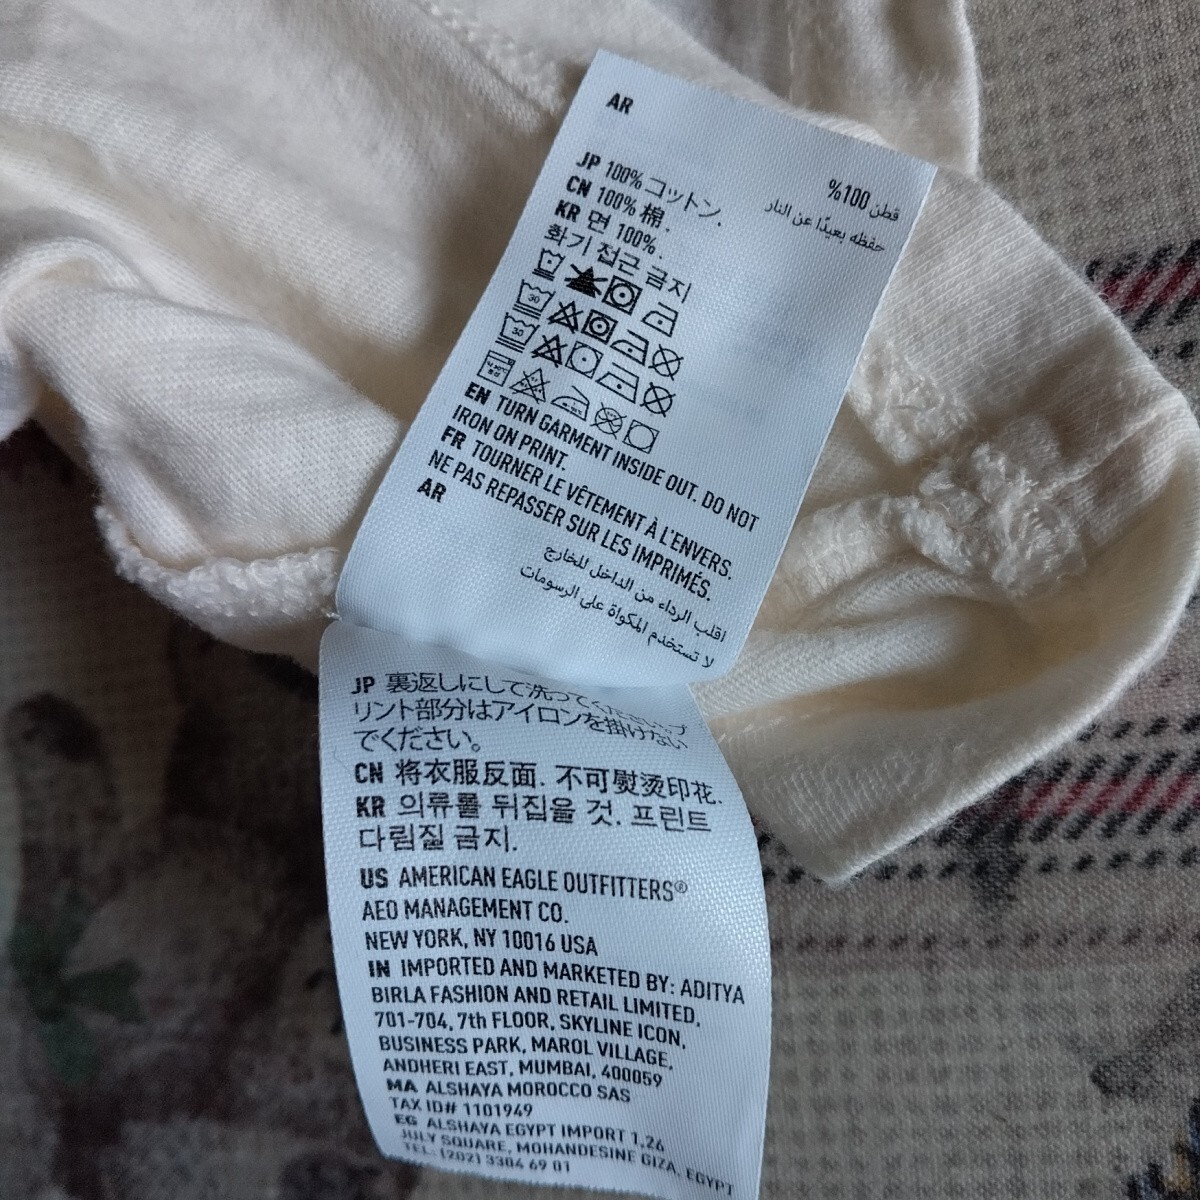 AR
%100 قطن
حفظه بعيدًا عن النار
JP 100% コットン.
CN 100% 棉.
KR 면 100%.
화기 접근 금지
30
30
EN TURN GARMENT INSIDE OUT. DO NOT
IRON ON PRINT.
FR TOURNER LE VÊTEMENT À L'ENVERS.
NE PAS REPASSER SUR LES IMPRIMÉS.
AR
اقلب الرداء من الداخل للخارج
لا تستخدم المكواة على الرسومات
JP 裏返しにして洗ってください。プ
リント部分はアイロンを掛けない
でください。
CN 将衣服反面. 不可熨烫印花.
KR 의류를 뒤집을 것. 프린트
다림질 금지.
US AMERICAN EAGLE OUTFITTERS®
AEO MANAGEMENT CO.
NEW YORK, NY 10016 USA
IN IMPORTED AND MARKETED BY: ADITYA
BIRLA FASHION AND RETAIL LIMITED,
701-704, 7th FLOOR, SKYLINE ICON,
BUSINESS PARK, MAROL VILLAGE,
ANDHERI EAST, MUMBAI, 400059
MA ALSHAYA MOROCCO SAS
TAX ID# 1101949
EG ALSHAYA EGYPT IMPORT 1,26
JULY SQUARE, MOHANDESINE GIZA, EGYPT
TEL: (202) 3304 69 01